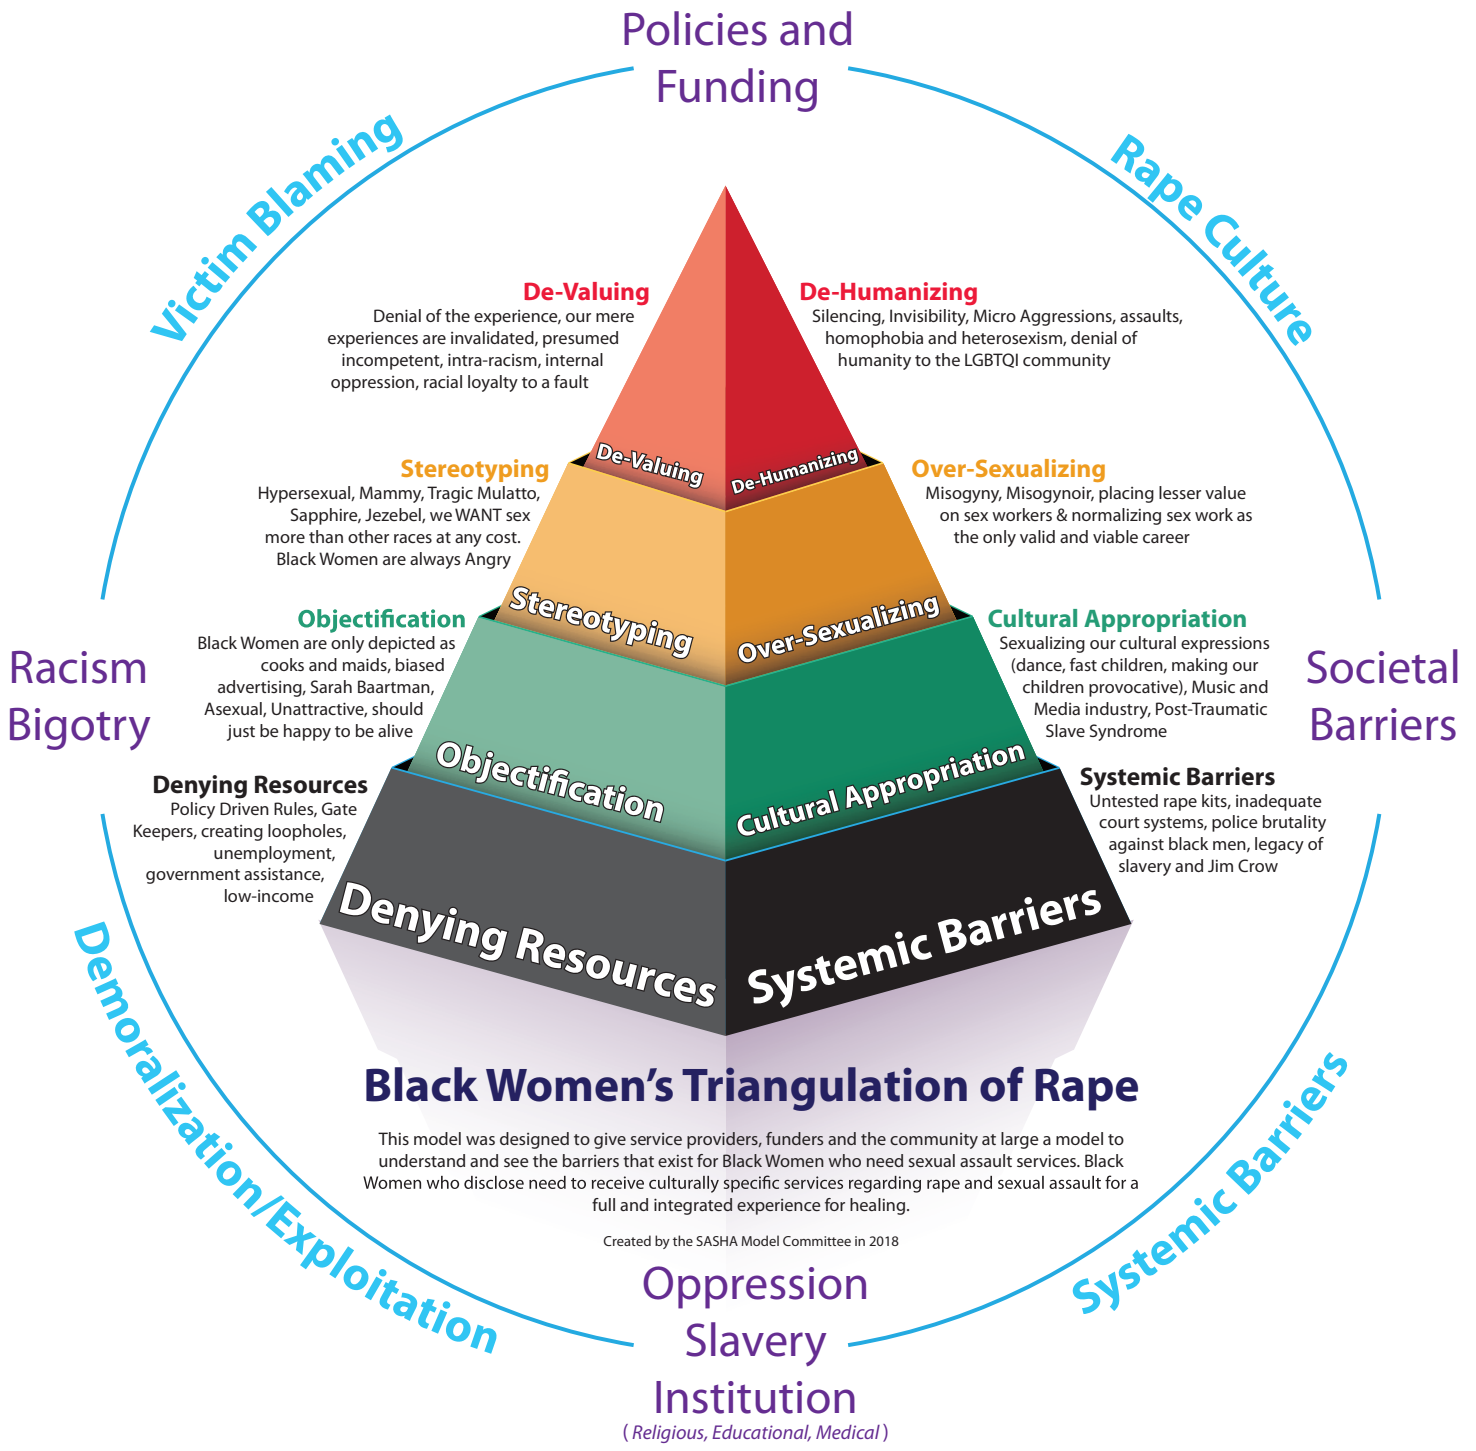 Policies and
Funding
Victim Blaming
Rape Culture
De-Valuing
Denial of the experience, our mere
experiences are invalidated, presumed
incompetent, intra-racism, internal
oppression, racial loyalty to a fault
De-Humanizing
Silencing, Invisibility, Micro Aggressions, assaults,
homophobia and heterosexism, denial of
humanity to the LGBTQI community
De-Valuing
De-Humanizing
Stereotyping
Hypersexual, Mammy, Tragic Mulatto,
Sapphire, Jezebel, we WANT sex
more than other races at any cost.
Black Women are always Angry
Over-Sexualizing
Misogyny, Misogynoir, placing lesser value
on sex workers & normalizing sex work as
the only valid and viable career
Stereotyping
Over-Sexualizing
Objectification
Black Women are only depicted as
cooks and maids, biased
advertising, Sarah Baartman,
Asexual, Unattractive, should
just be happy to be alive
Cultural Appropriation
Sexualizing our cultural expressions
(dance, fast children, making our
children provocative), Music and
Media industry, Post-Traumatic
Slave Syndrome
Racism
Bigotry
Societal
Barriers
Objectification
Cultural Appropriation
Denying Resources
Policy Driven Rules, Gate
Keepers, creating loopholes,
unemployment,
government assistance,
low-income
Systemic Barriers
Untested rape kits, inadequate
court systems, police brutality
against black men, legacy of
slavery and Jim Crow
Denying Resources
Systemic Barriers
Demoralization/Exploitation
Systemic Barriers
Black Women's Triangulation of Rape
This model was designed to give service providers, funders and the community at large a model to
understand and see the barriers that exist for Black Women who need sexual assault services. Black
Women who disclose need to receive culturally specific services regarding rape and sexual assault for a
full and integrated experience for healing.
Created by the SASHA Model Committee in 2018
Oppression
Slavery
Institution
( Religious, Educational, Medical )